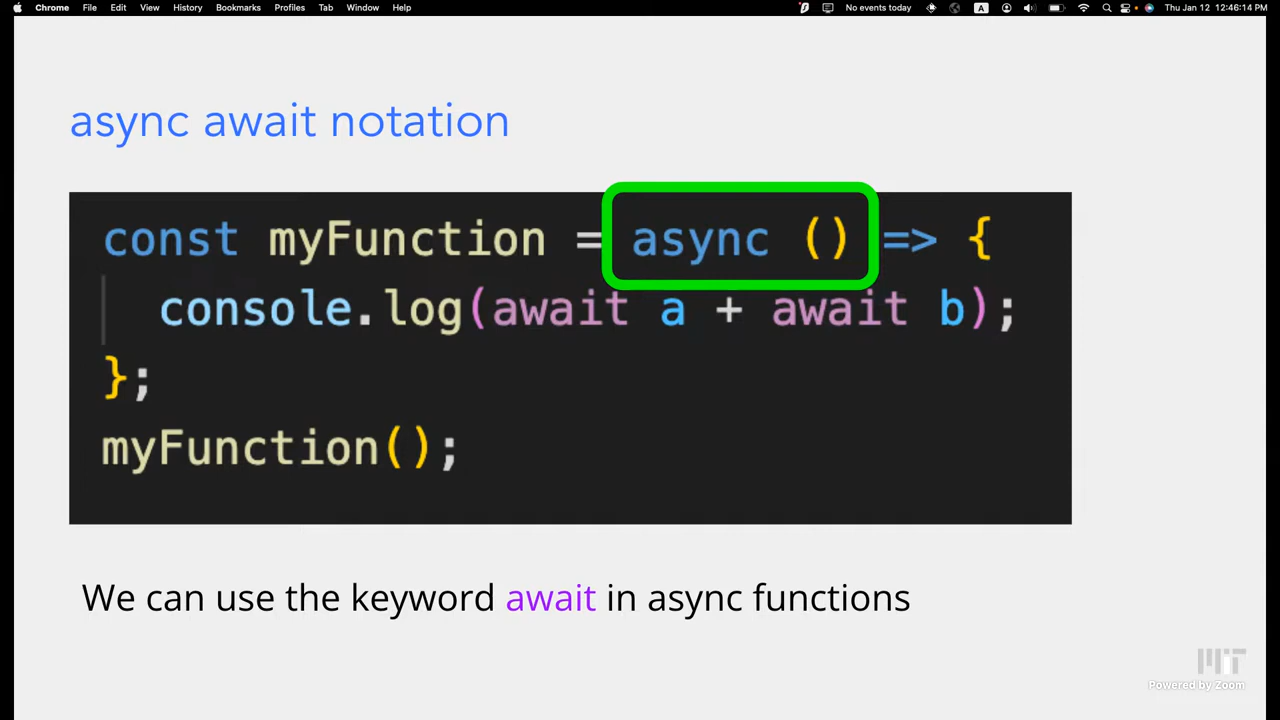 Chrome File Edit View History Bookmarks Profiles Tab Window Help No events today A Thu Jan 12 12:46:14 PM
async await notation
const myFunction = async () => {
console.log(await a + await b);
};
myFunction();
We can use the keyword await in async functions
MIT
Powered by Zoom